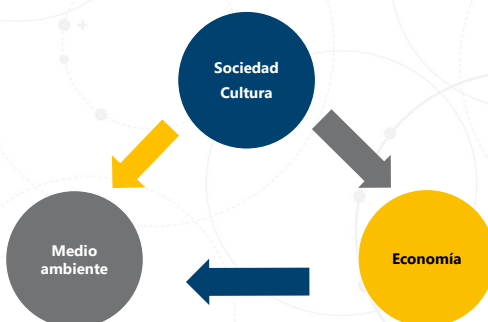 Sociedad
Cultura
Medio
ambiente
Economía